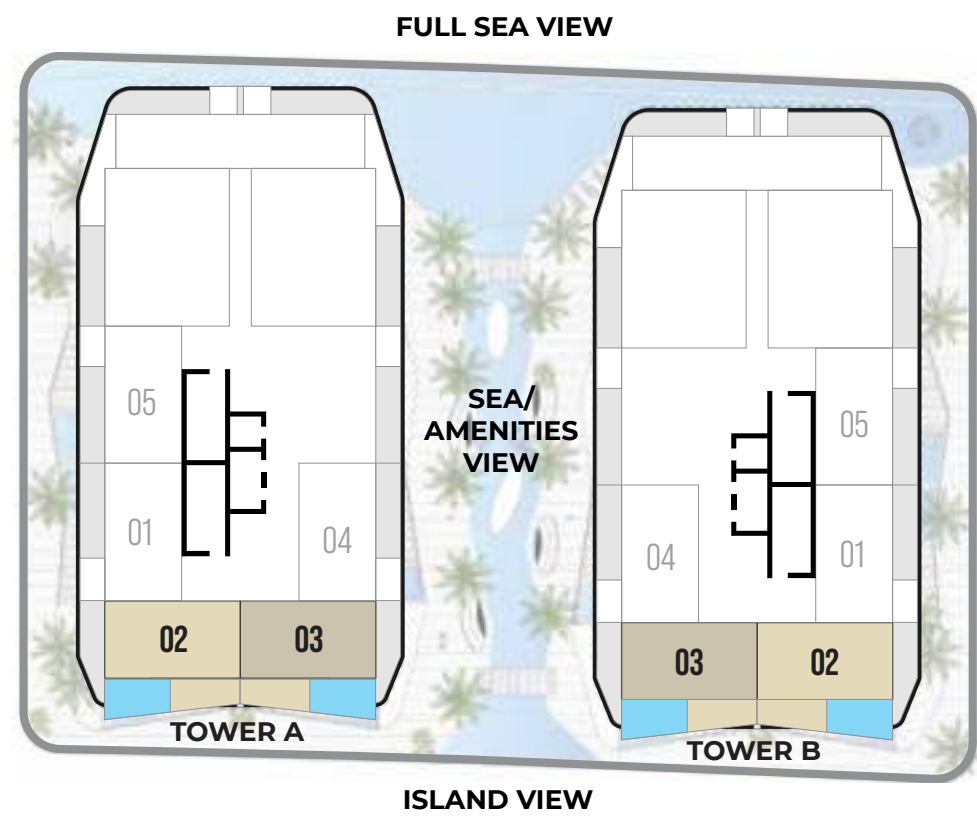 FULL SEA VIEW
05
01
04
02
03
TOWER A
SEA/
AMENITIES
VIEW
05
04
01
03
02
TOWER B
ISLAND VIEW